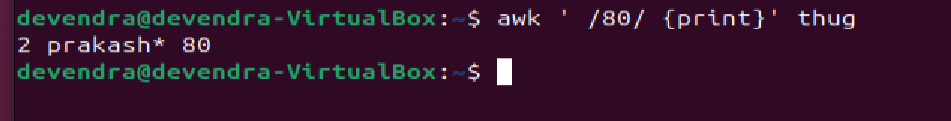 devendra@devendra-VirtualBox:~$ awk ' /80/ {print}' thug
2 prakash* 80
devendra@devendra-VirtualBox:~$